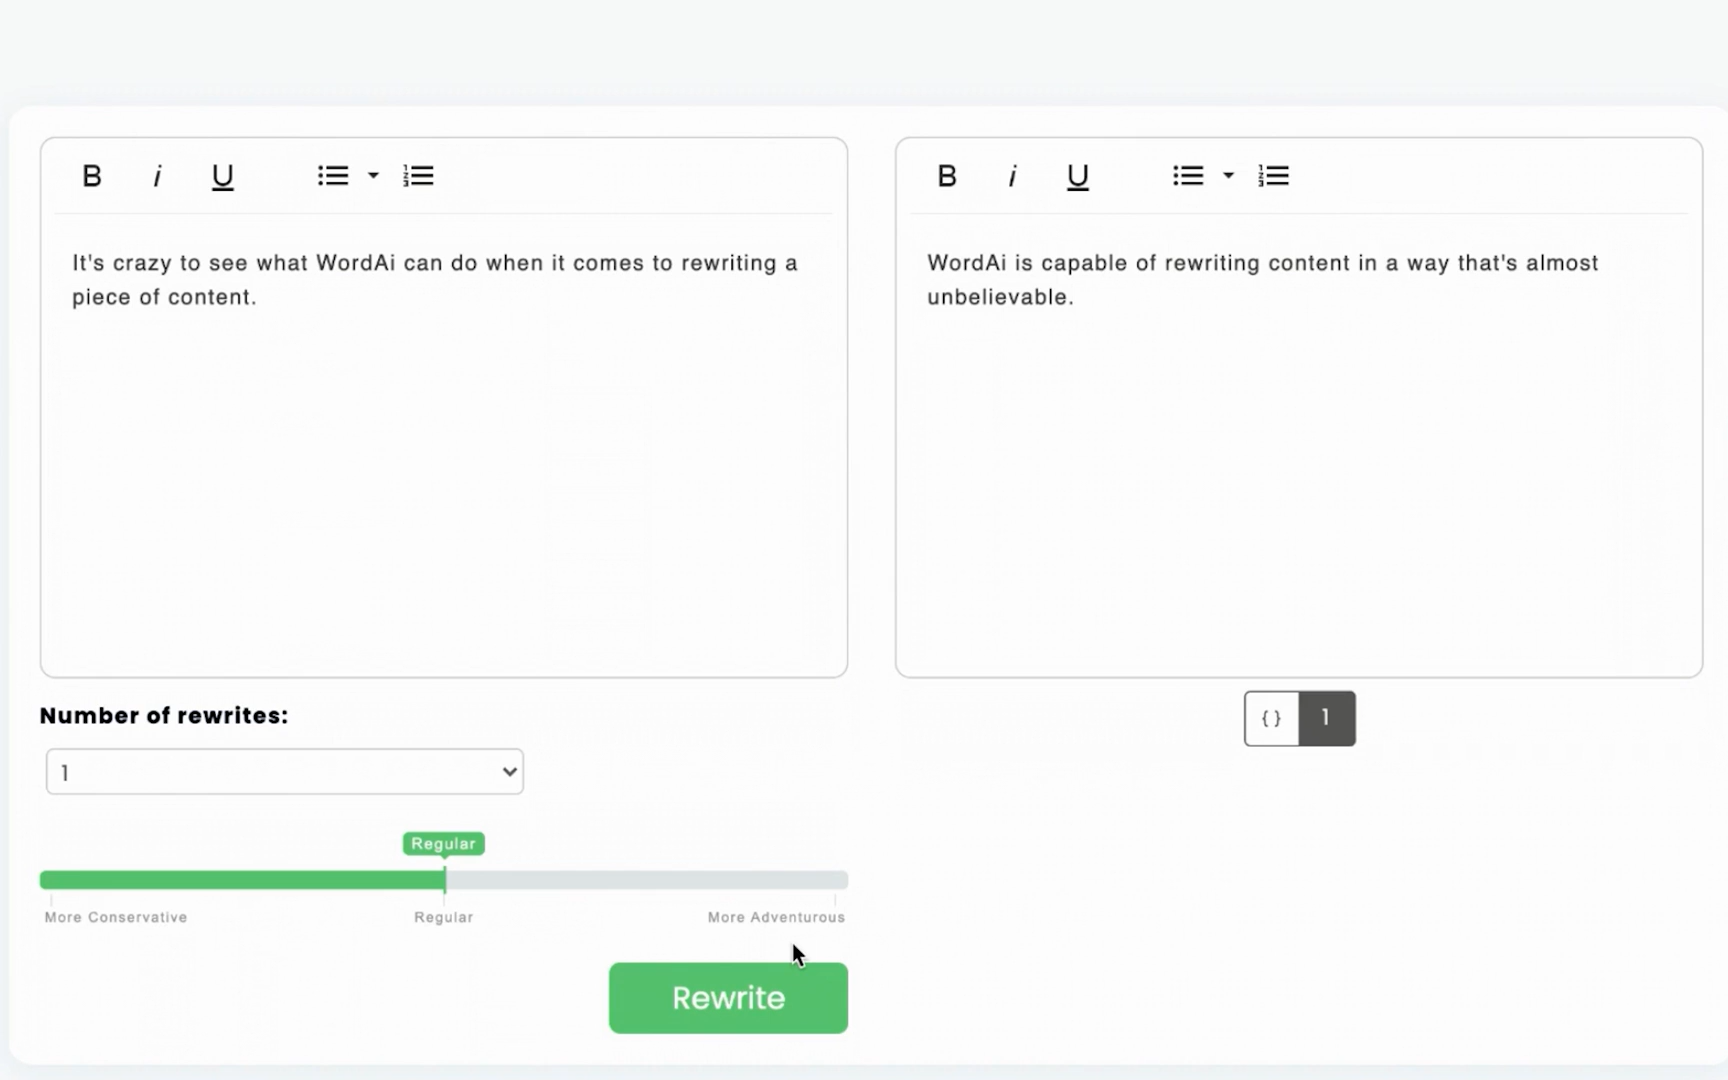 B i U
It's crazy to see what WordAi can do when it comes to rewriting a
piece of content.
B i U
WordAi is capable of rewriting content in a way that's almost
unbelievable.
{ } 1
Number of rewrites:
1
Regular
More Conservative Regular More Adventurous
Rewrite